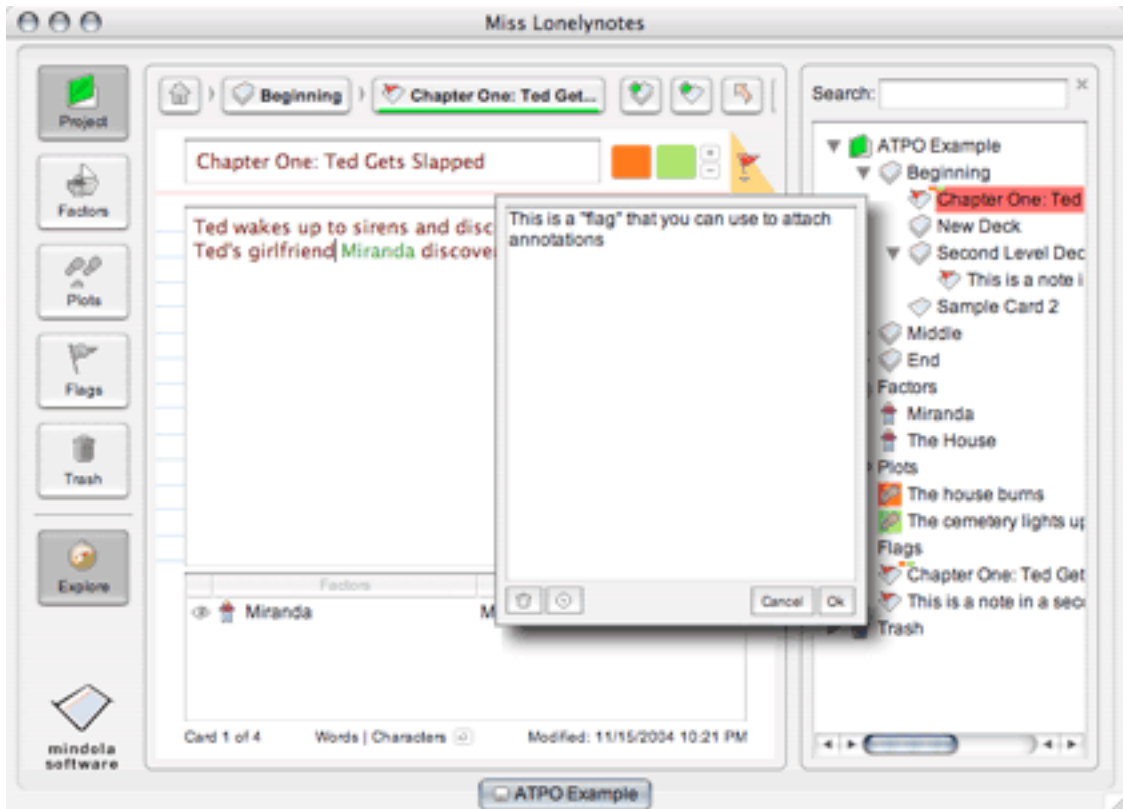 Miss Lonelynotes
Project
Factors
Plots
Flags
Trash
Explore
mindola
software
Beginning
Chapter One: Ted Get...
Chapter One: Ted Gets Slapped
Ted wakes up to sirens and disc
Ted's girlfriend Miranda discove
This is a "flag" that you can use to attach
annotations
Cancel Ok
Factors
Miranda M
Card 1 of 4 Words | Characters Modified: 11/15/2004 10:21 PM
Search:
ATPO Example
Beginning
Chapter One: Ted
New Deck
Second Level Dec
This is a note i
Sample Card 2
Middle
End
Factors
Miranda
The House
Plots
The house burns
The cemetery lights up
Flags
Chapter One: Ted Get
This is a note in a seco
Trash
ATPO Example